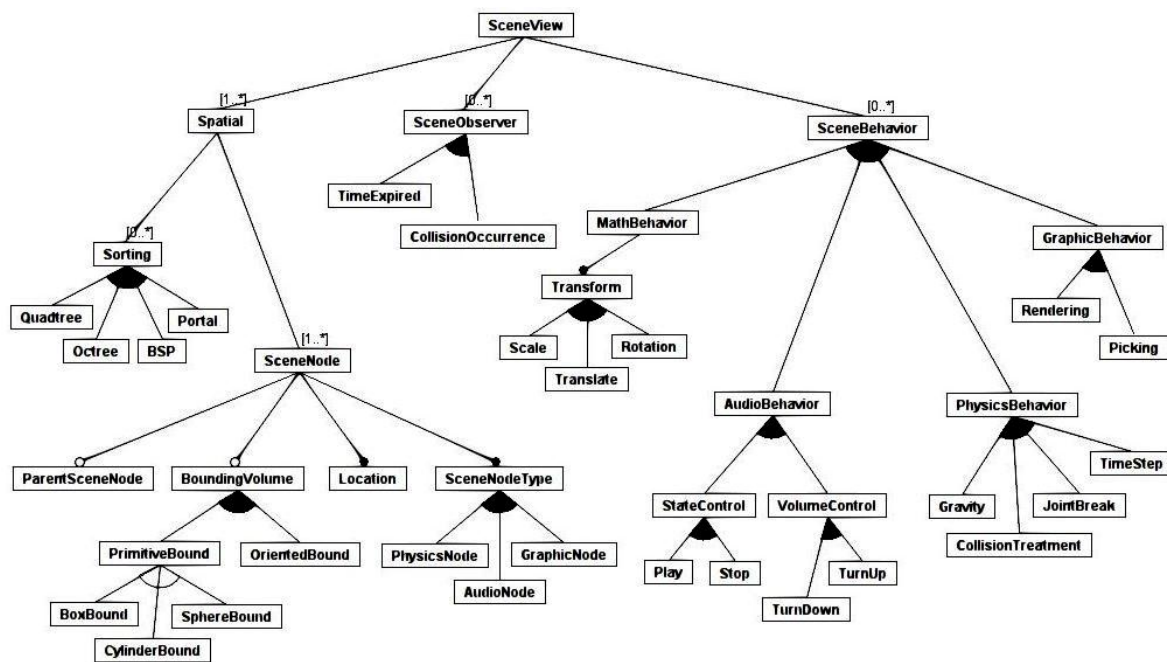 SceneView
[1..*]
Spatial
[0..*]
SceneObserver
[0..*]
SceneBehavior
TimeExpired
CollisionOccurrence
MathBehavior
GraphicBehavior
[0..*]
Sorting
Transform
Quadtree
Portal
Octree
BSP
Rendering
Scale
Rotation
Translate
Picking
[1..*]
SceneNode
AudioBehavior
PhysicsBehavior
ParentSceneNode
BoundingVolume
Location
SceneNodeType
TimeStep
StateControl
VolumeControl
Gravity
JointBreak
CollisionTreatment
PrimitiveBound
OrientedBound
PhysicsNode
GraphicNode
AudioNode
Play
Stop
TurnUp
TurnDown
BoxBound
SphereBound
CylinderBound